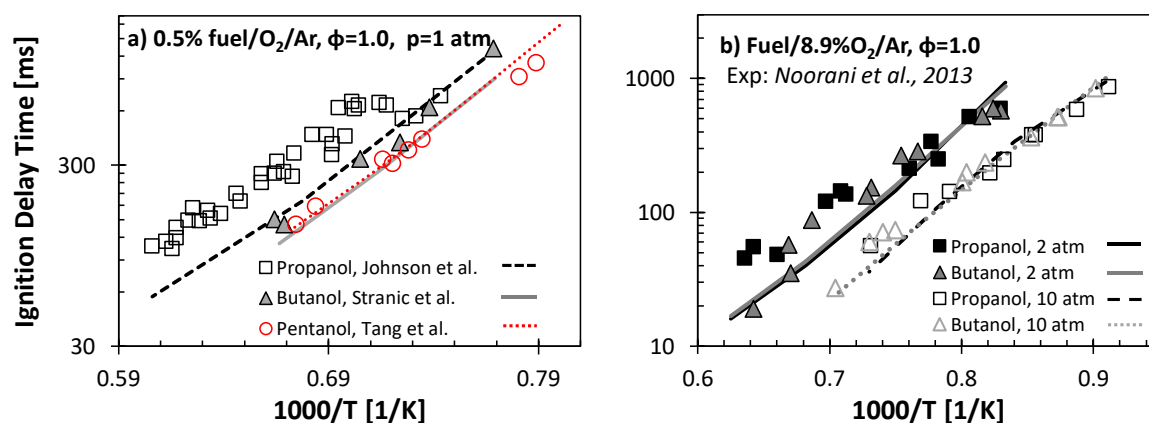 a) 0.5% fuel/O2/Ar, ϕ=1.0, p=1 atm
Ignition Delay Time [ms]
300
30
Propanol, Johnson et al.
Butanol, Stranic et al.
Pentanol, Tang et al.
0.59 0.69 0.79
1000/T [1/K]
b) Fuel/8.9%O2/Ar, ϕ=1.0
Exp: Noorani et al., 2013
1000
100
10
Propanol, 2 atm
Butanol, 2 atm
Propanol, 10 atm
Butanol, 10 atm
0.6 0.7 0.8 0.9
1000/T [1/K]